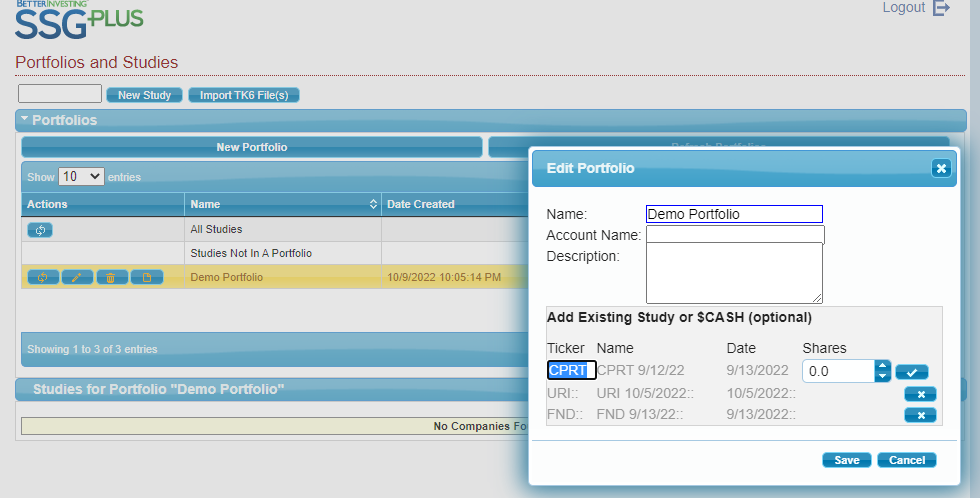 BETTERINVESTING
SSGPLUS
Logout
Portfolios and Studies
New Study
Import TK6 File(s)
Portfolios
New Portfolio
Refresh Portfolios
Show 10 entries
Actions Name Date Created
All Studies
Studies Not In A Portfolio
Demo Portfolio 10/9/2022 10:05:14 PM
Showing 1 to 3 of 3 entries
Studies for Portfolio "Demo Portfolio"
No Companies Fo
Edit Portfolio
Name: Demo Portfolio
Account Name:
Description:
Add Existing Study or $CASH (optional)
Ticker Name Date Shares
CPRT CPRT 9/12/22 9/13/2022 0.0
URI:: URI 10/5/2022:: 10/5/2022::
FND:: FND 9/13/22:: 9/13/2022::
Save Cancel